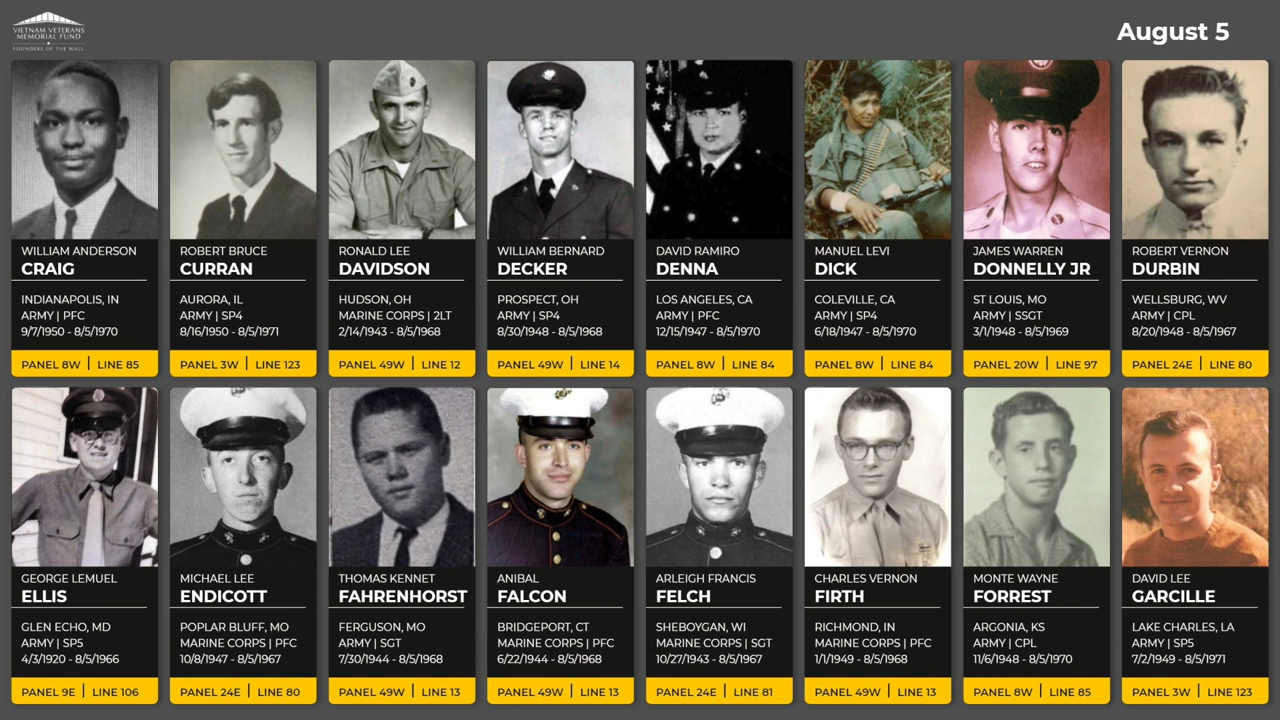 VIETNAM VETERANS
MEMORIAL FUND
FOUNDERS OF THE WALL
August 5
WILLIAM ANDERSON
CRAIG
INDIANAPOLIS, IN
ARMY | PFC
9/7/1950 - 8/5/1970
PANEL 8W | LINE 85
ROBERT BRUCE
CURRAN
AURORA, IL
ARMY | SP4
8/16/1950 - 8/5/1971
PANEL 3W | LINE 123
RONALD LEE
DAVIDSON
HUDSON, OH
MARINE CORPS | 2LT
2/14/1943 - 8/5/1968
PANEL 49W | LINE 12
WILLIAM BERNARD
DECKER
PROSPECT, OH
ARMY | SP4
8/30/1948 - 8/5/1968
PANEL 49W | LINE 14
DAVID RAMIRO
DENNA
LOS ANGELES, CA
ARMY | PFC
12/15/1947 - 8/5/1970
PANEL 8W | LINE 84
MANUEL LEVI
DICK
COLEVILLE, CA
ARMY | SP4
6/18/1947 - 8/5/1970
PANEL 8W | LINE 84
JAMES WARREN
DONNELLY JR
ST LOUIS, MO
ARMY | SSGT
3/1/1948 - 8/5/1969
PANEL 20W | LINE 97
ROBERT VERNON
DURBIN
WELLSBURG, WV
ARMY | CPL
8/20/1948 - 8/5/1967
PANEL 24E | LINE 80
GEORGE LEMUEL
ELLIS
GLEN ECHO, MD
ARMY | SP5
4/3/1920 - 8/5/1966
PANEL 9E | LINE 106
MICHAEL LEE
ENDICOTT
POPLAR BLUFF, MO
MARINE CORPS | PFC
10/8/1947 - 8/5/1967
PANEL 24E | LINE 80
THOMAS KENNET
FAHRENHORST
FERGUSON, MO
ARMY | SGT
7/30/1944 - 8/5/1968
PANEL 49W | LINE 13
ANIBAL
FALCON
BRIDGEPORT, CT
MARINE CORPS | PFC
6/22/1944 - 8/5/1968
PANEL 49W | LINE 13
ARLEIGH FRANCIS
FELCH
SHEBOYGAN, WI
MARINE CORPS | SGT
10/27/1943 - 8/5/1967
PANEL 24E | LINE 81
CHARLES VERNON
FIRTH
RICHMOND, IN
MARINE CORPS | PFC
1/1/1949 - 8/5/1968
PANEL 49W | LINE 13
MONTE WAYNE
FORREST
ARGONIA, KS
ARMY | CPL
11/6/1948 - 8/5/1970
PANEL 8W | LINE 85
DAVID LEE
GARCILLE
LAKE CHARLES, LA
ARMY | SP5
7/2/1949 - 8/5/1971
PANEL 3W | LINE 123